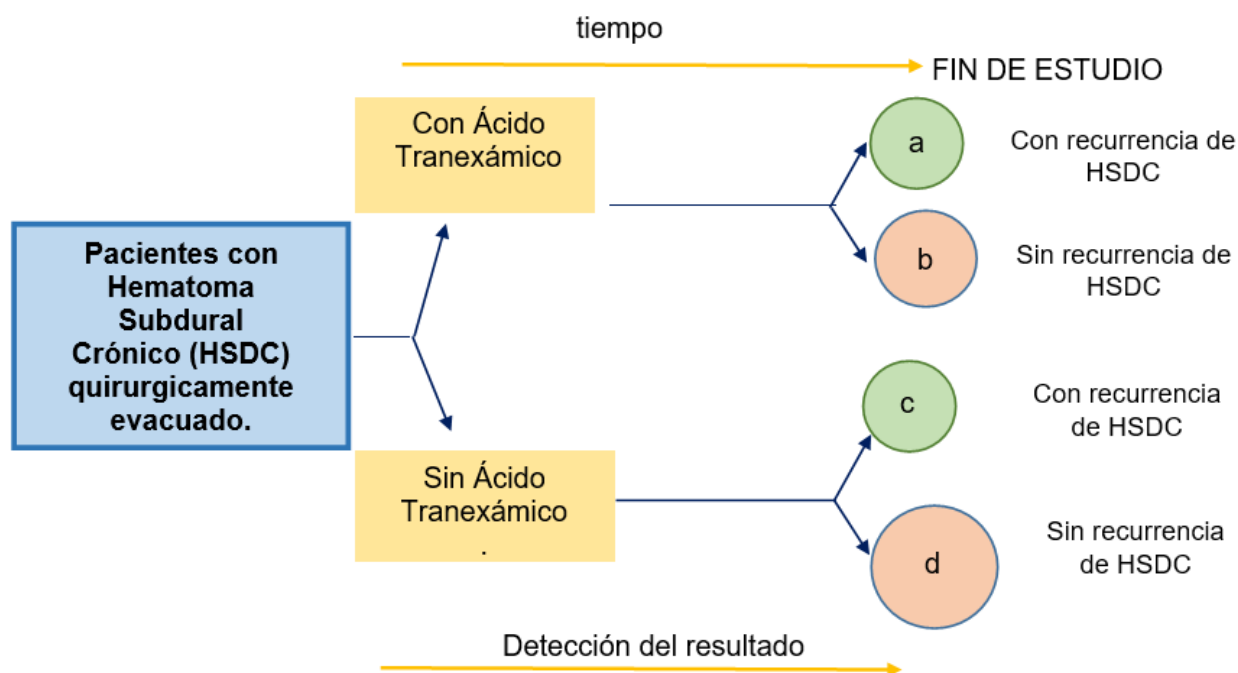 tiempo
FIN DE ESTUDIO
Con Ácido
Tranexámico
a
Con recurrencia de
HSDC
Pacientes con
Hematoma
Subdural
Crónico (HSDC)
quirurgicamente
evacuado.
b
Sin recurrencia de
HSDC
c
Con recurrencia
de HSDC
Sin Ácido
Tranexámico
.
d
Sin recurrencia
de HSDC
Detección del resultado